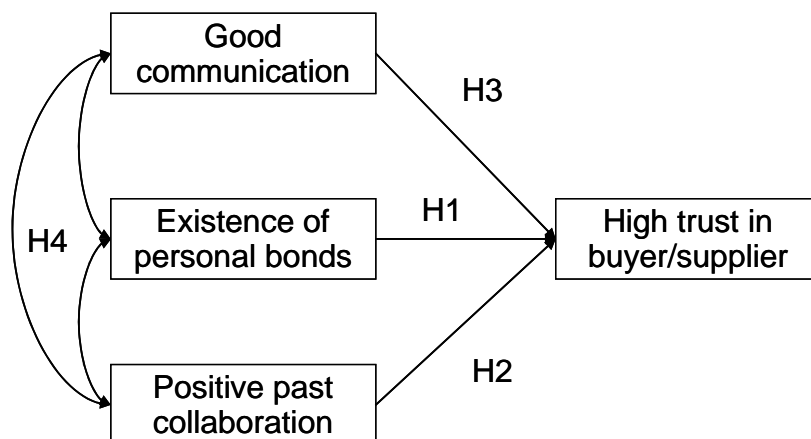 Good
communication
H3
Existence of
personal bonds
H1
High trust in
buyer/supplier
H4
Positive past
collaboration
H2